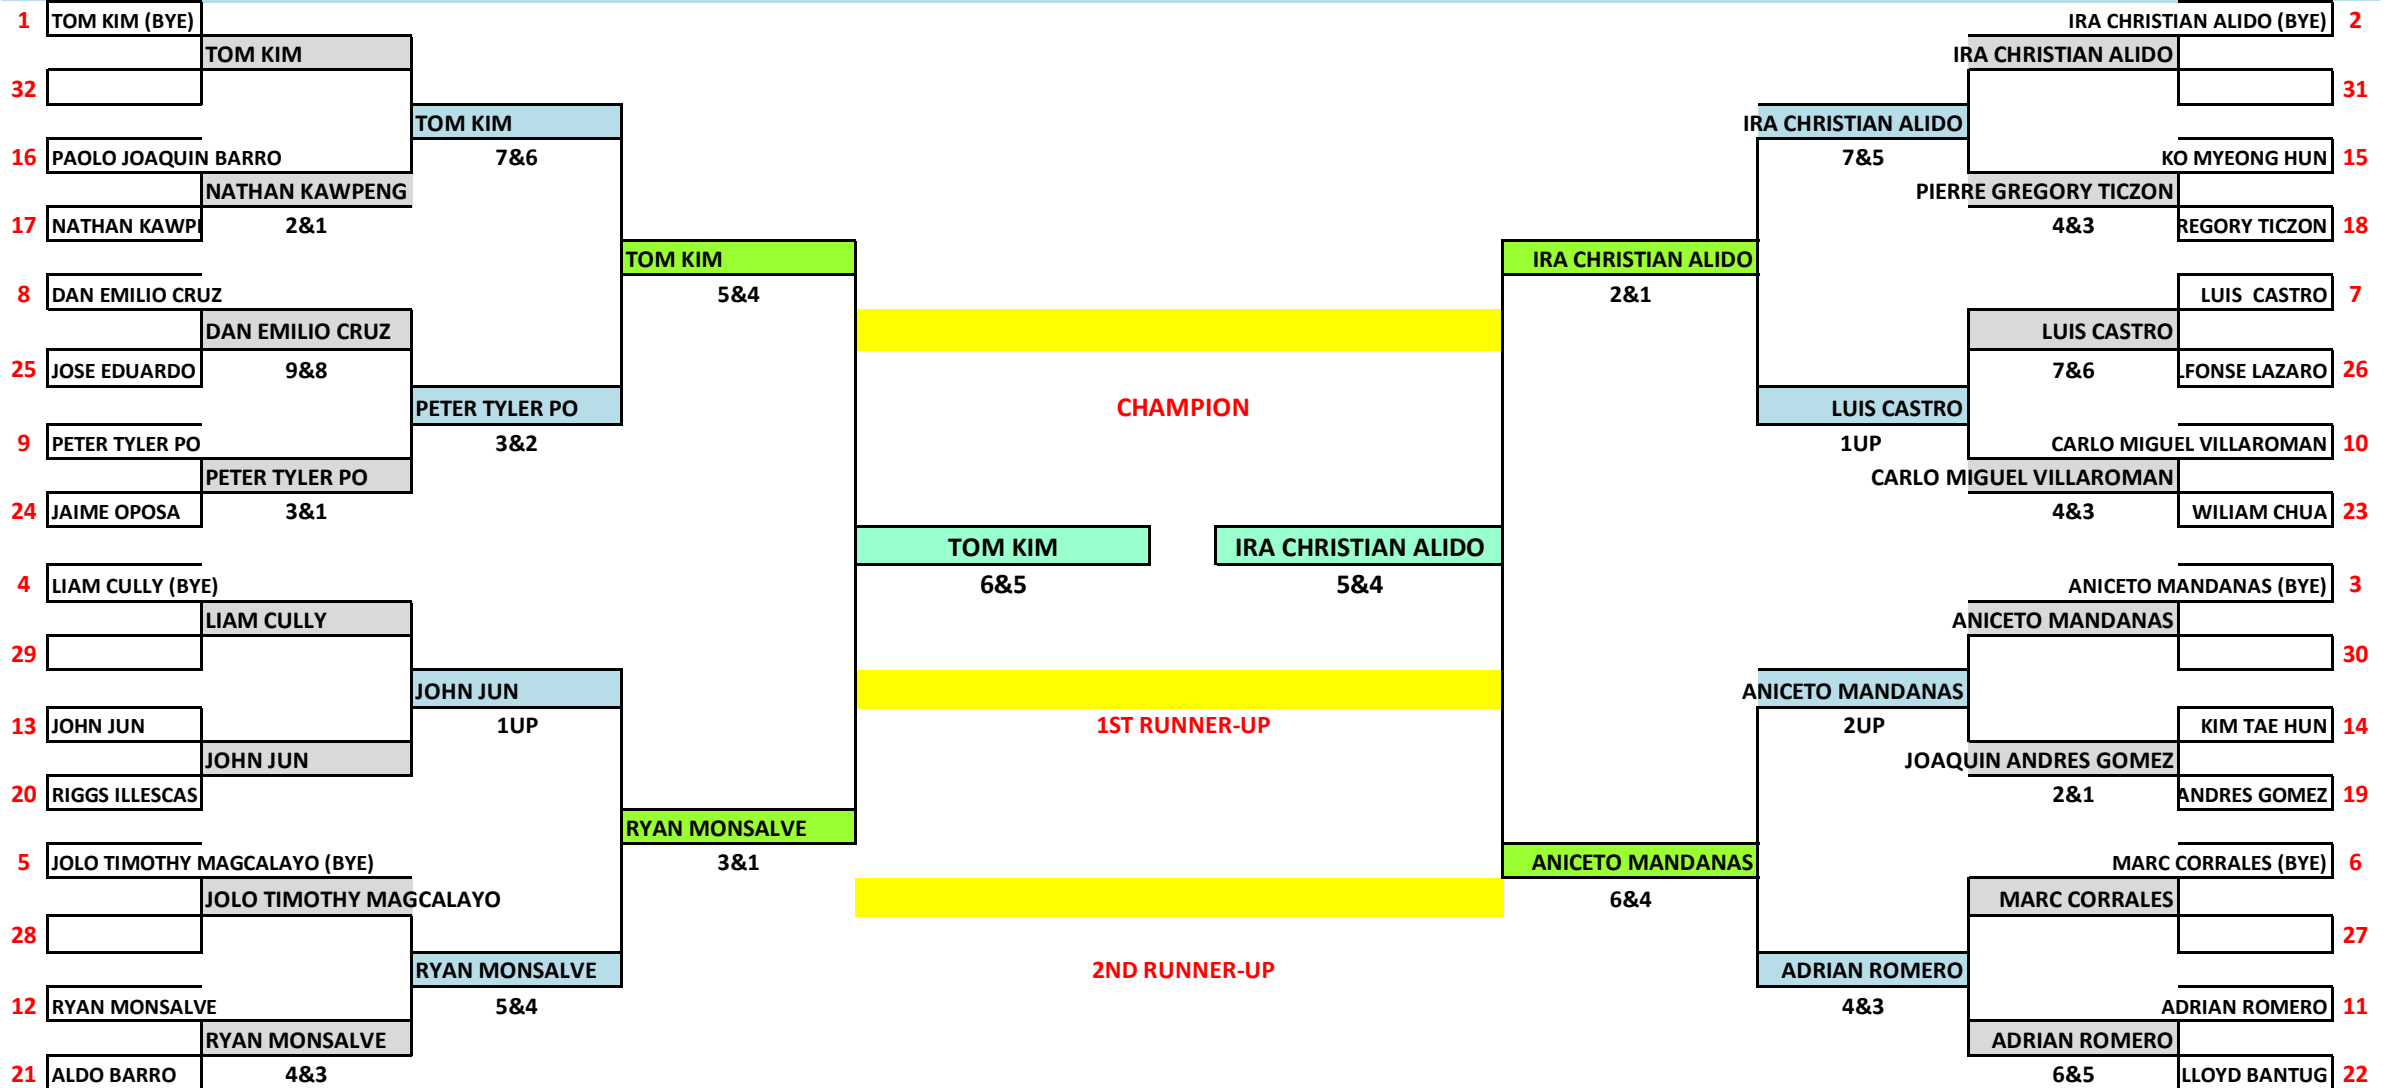 1 TOM KIM (BYE) IRA CHRISTIAN ALIDO (BYE) 2
TOM KIM IRA CHRISTIAN ALIDO
32 31
TOM KIM IRA CHRISTIAN ALIDO
16 PAOLO JOAQUIN BARRO 7&6 7&5 KO MYEONG HUN 15
NATHAN KAWPENG PIERRE GREGORY TICZON
17 NATHAN KAWP 2&1 4&3 REGORY TICZON 18
TOM KIM IRA CHRISTIAN ALIDO
8 DAN EMILIO CRUZ 5&4 2&1 LUIS CASTRO 7
DAN EMILIO CRUZ LUIS CASTRO
25 JOSE EDUARDO 9&8 7&6 LFONSE LAZARO 26
PETER TYLER PO CHAMPION LUIS CASTRO
9 PETER TYLER PO 3&2 1UP CARLO MIGUEL VILLAROMAN 10
PETER TYLER PO CARLO MIGUEL VILLAROMAN
24 JAIME OPOSA 3&1 4&3 WILIAM CHUA 23
TOM KIM IRA CHRISTIAN ALIDO
4 LIAM CULLY (BYE) 6&5 5&4 ANICETO MANDANAS (BYE) 3
LIAM CULLY ANICETO MANDANAS
29 30
JOHN JUN ANICETO MANDANAS
13 JOHN JUN 1UP 1ST RUNNER-UP 2UP KIM TAE HUN 14
JOHN JUN JOAQUIN ANDRES GOMEZ
20 RIGGS ILLESCAS 2&1 ANDRES GOMEZ 19
RYAN MONSALVE
5 JOLO TIMOTHY MAGCALAYO (BYE) 3&1 ANICETO MANDANAS MARC CORRALES (BYE) 6
JOLO TIMOTHY MAGCALAYO 6&4 MARC CORRALES
28 27
RYAN MONSALVE 2ND RUNNER-UP ADRIAN ROMERO
12 RYAN MONSALVE 5&4 4&3 ADRIAN ROMERO 11
RYAN MONSALVE ADRIAN ROMERO
21 ALDO BARRO 4&3 6&5 LLOYD BANTUG 22